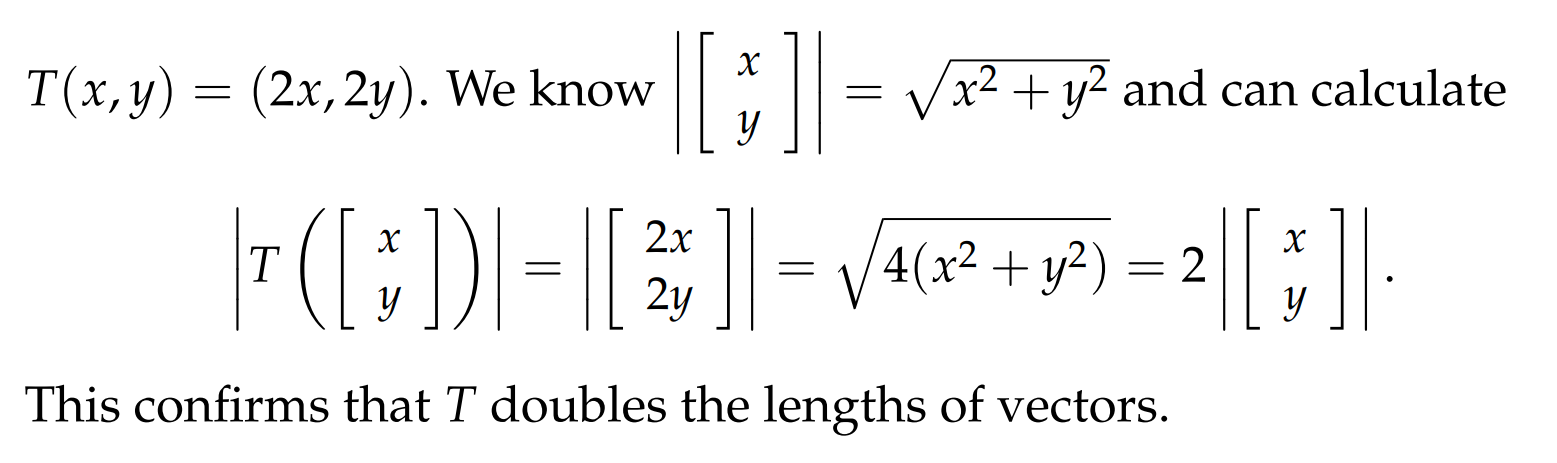 T(x, y) = (2x, 2y). We know |[x y]| = √(x² + y²) and can calculate
|T([x y])| = |[2x 2y]| = √(4(x² + y²)) = 2|[x y]|.
This confirms that T doubles the lengths of vectors.